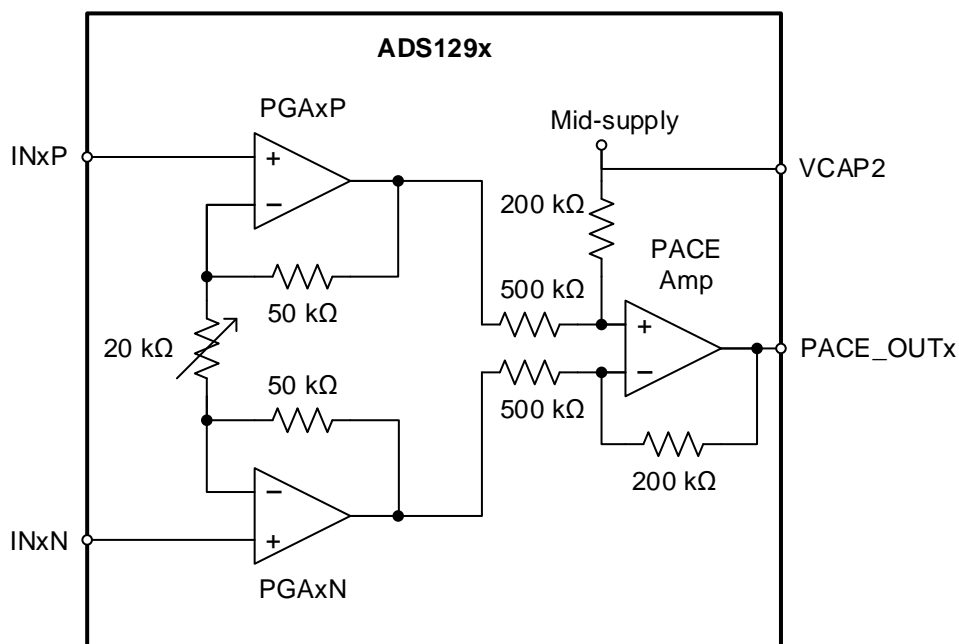 ADS129x
PGAxP
Mid-supply
INxP
+
−
VCAP2
200 kΩ
PACE
Amp
50 kΩ
500 kΩ
20 kΩ
+
−
PACE_OUTx
50 kΩ
500 kΩ
200 kΩ
−
+
INxN
PGAxN